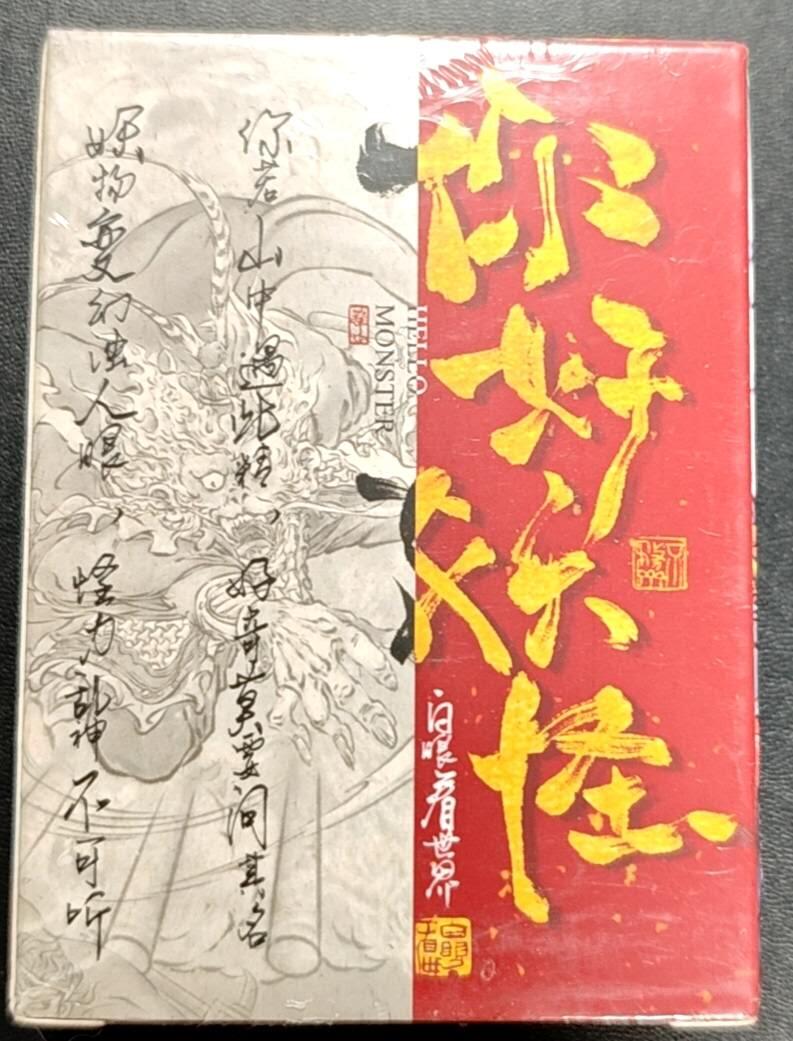 你好妖怪
白眼看世界
HELLO
MONSTER
你若山中遇此精、好奇莫要问其名
妖物变幻浊人眼、怪力乱神不可听